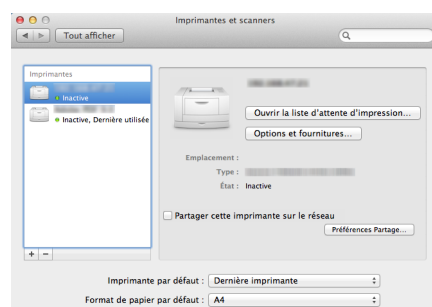 Imprimantes et scanners
Tout afficher
Imprimantes
Inactive
Inactive, Dernière utilisée
Ouvrir la liste d'attente d'impression...
Options et fournitures...
Emplacement :
Type :
État : Inactive
Partager cette imprimante sur le réseau
Préférences Partage...
+ −
Imprimante par défaut : Dernière imprimante
Format de papier par défaut : A4